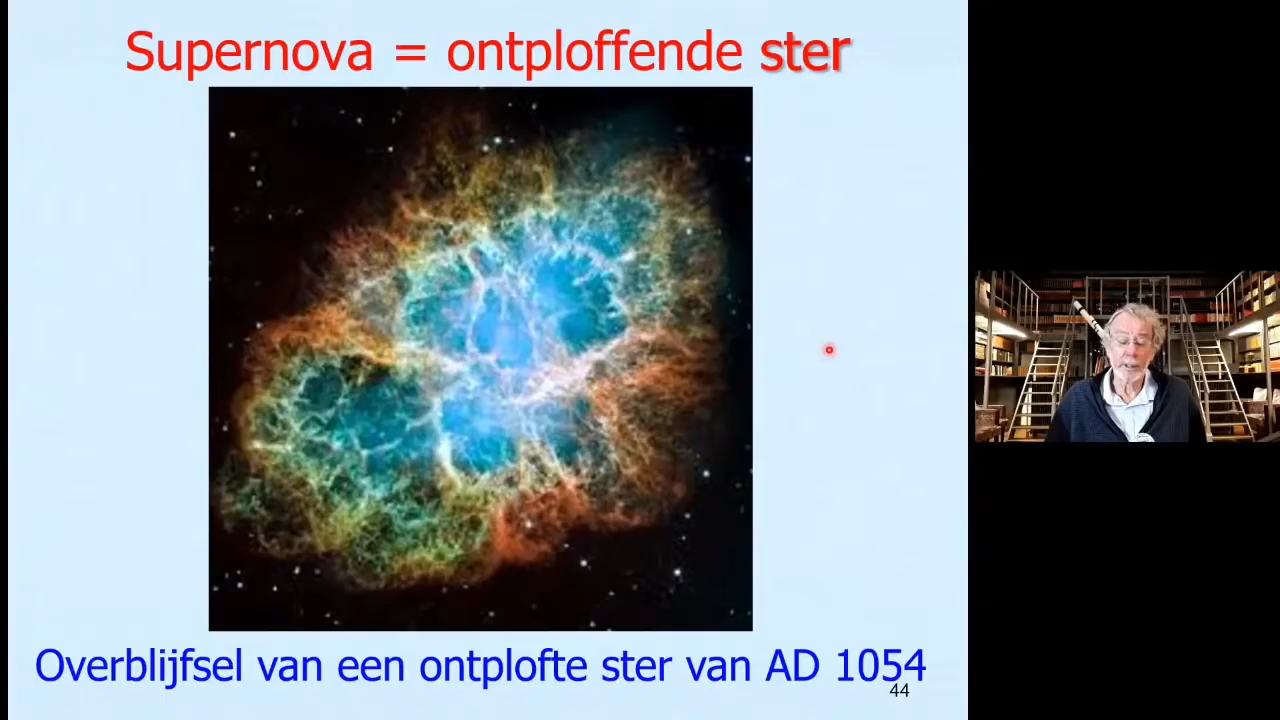 Supernova = ontploffende ster
Overblijfsel van een ontplofte ster van AD 1054
44